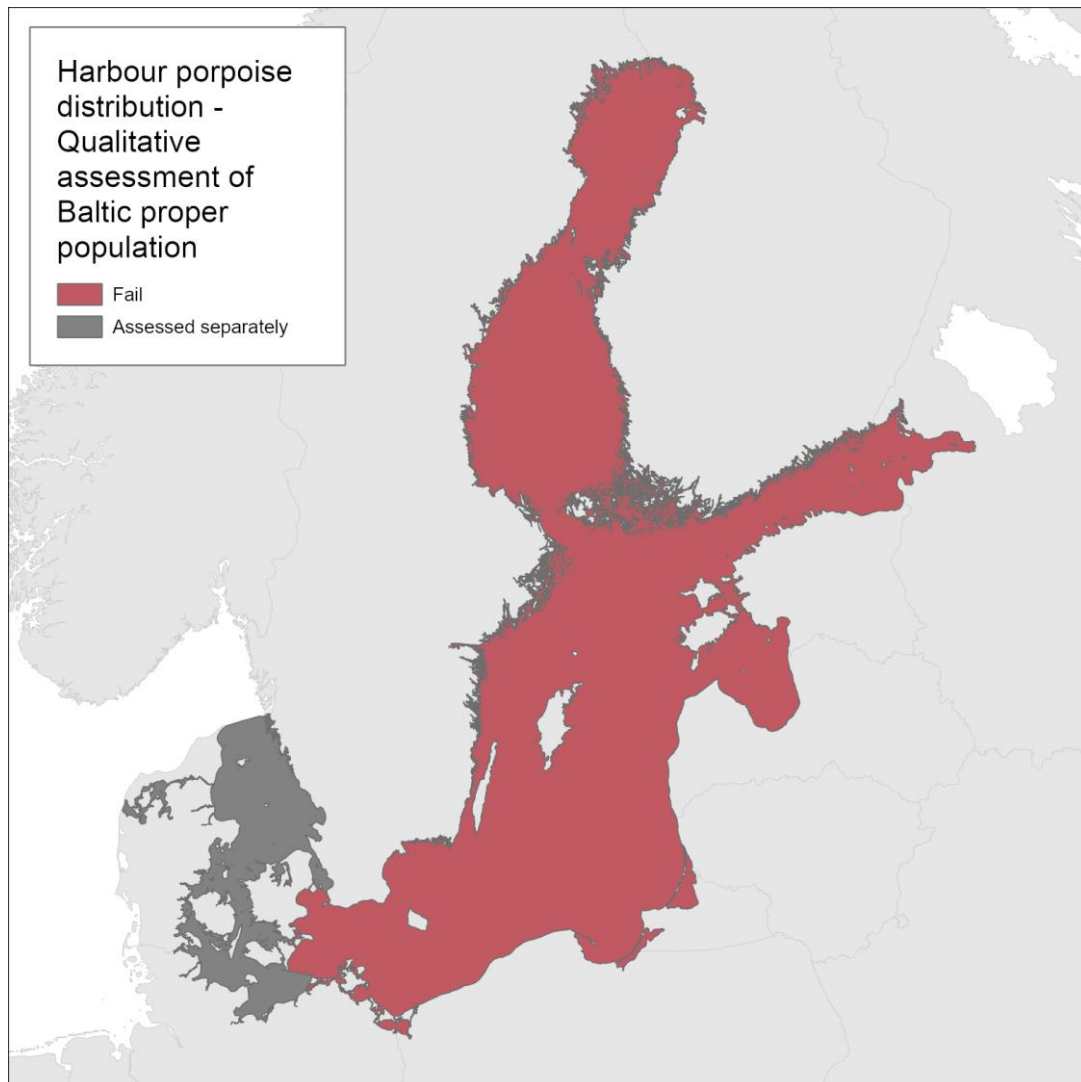 Harbour porpoise
distribution -
Qualitative
assessment of
Baltic proper
population
Fail
Assessed separately